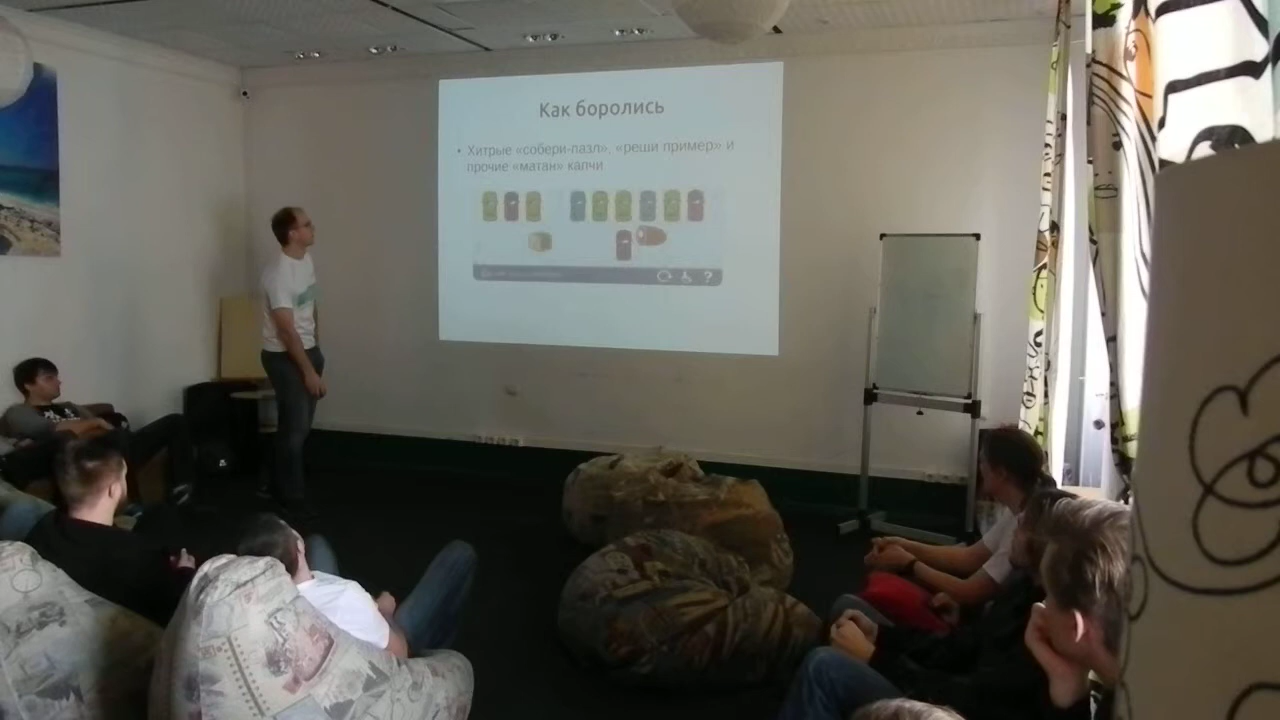 Как боролись
• Хитрые «собери-пазл», «реши пример» и
прочие «матан» капчи
?